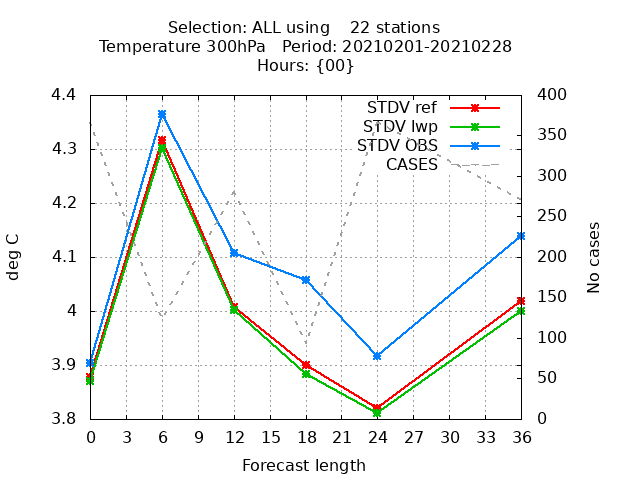 Selection: ALL using    22 stations
Temperature 300hPa   Period: 20210201-20210228
Hours: {00}
4.4
4.3
4.2
4.1
4
3.9
3.8
deg C
STDV ref
STDV lwp
STDV OBS
CASES
400
350
300
250
200
150
100
50
0
No cases
0 3 6 9 12 15 18 21 24 27 30 33 36
Forecast length